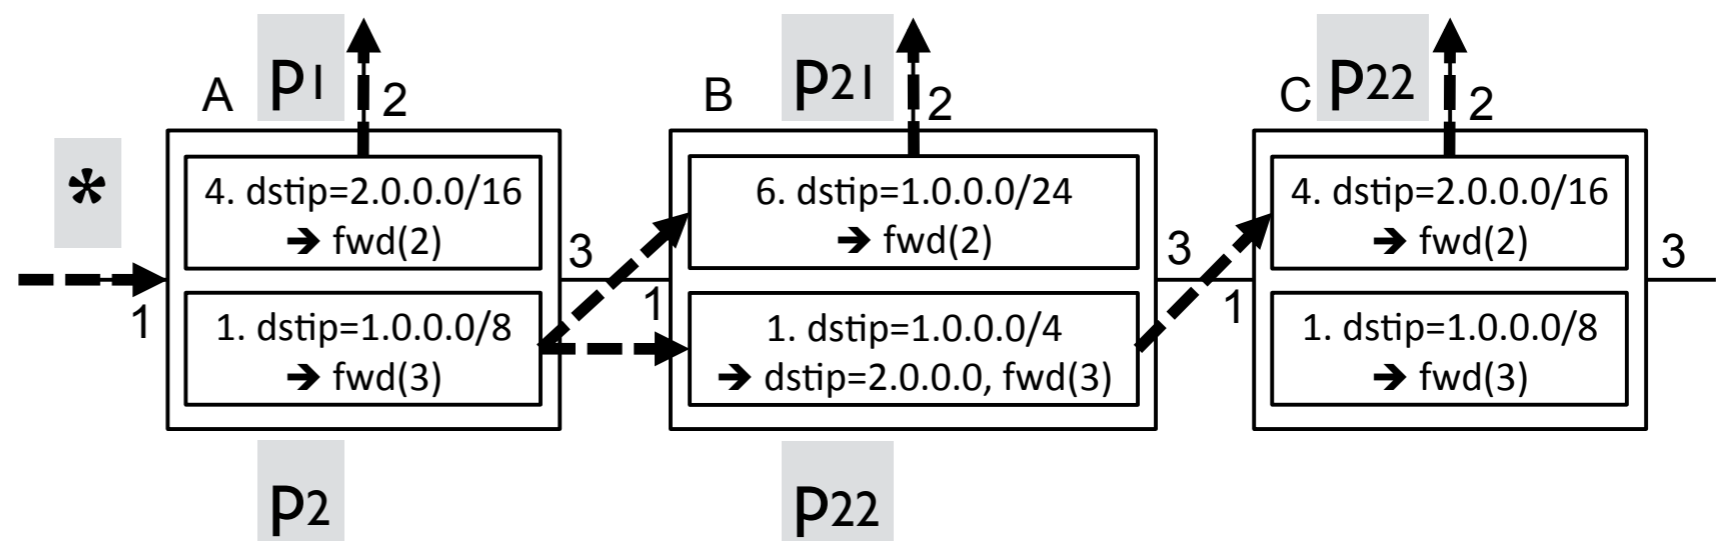 p1
p21
p22
A
2
B
2
C
2
*
4. dstip=2.0.0.0/16
➔ fwd(2)
6. dstip=1.0.0.0/24
➔ fwd(2)
4. dstip=2.0.0.0/16
➔ fwd(2)
3
3
3
1
1. dstip=1.0.0.0/8
➔ fwd(3)
1
1. dstip=1.0.0.0/4
➔ dstip=2.0.0.0, fwd(3)
1
1. dstip=1.0.0.0/8
➔ fwd(3)
p2
p22